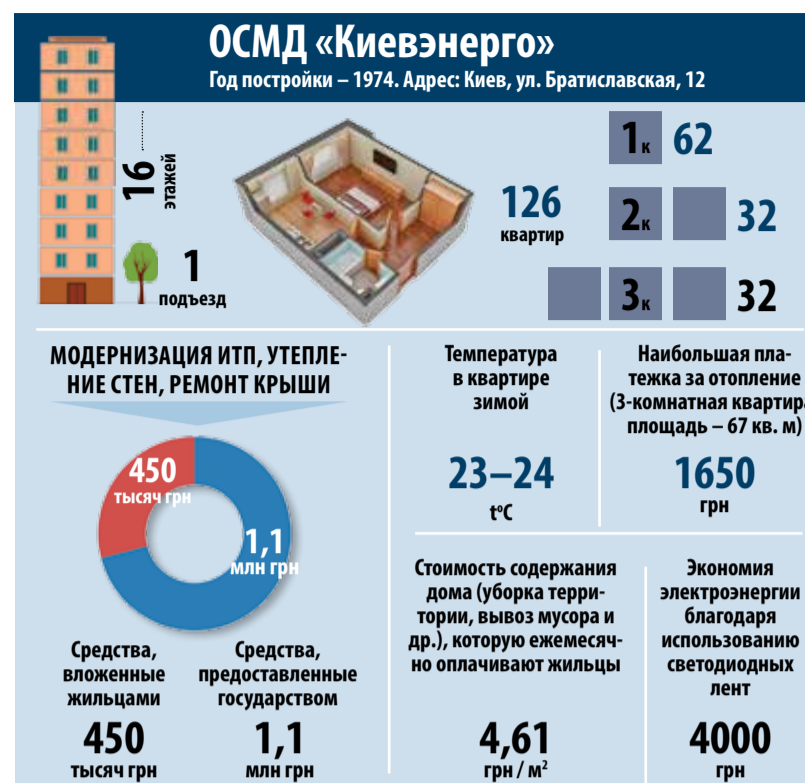 ОСМД «Киевэнерго»
Год постройки – 1974. Адрес: Киев, ул. Братиславская, 12
16
этажей
1
подъезд
126
квартир
1к 62
2к 32
3к 32
МОДЕРНИЗАЦИЯ ИТП, УТЕПЛЕ-
НИЕ СТЕН, РЕМОНТ КРЫШИ
450
тысяч грн
1,1
млн грн
Средства,
вложенные
жильцами
450
тысяч грн
Средства,
предоставленные
государством
1,1
млн грн
Температура
в квартире
зимой
23–24
t°C
Наибольшая пла-
тежка за отопление
(3-комнатная квартира
площадь – 67 кв. м)
1650
грн
Стоимость содержания
дома (уборка терри-
тории, вывоз мусора и
др.), которую ежемесяч-
но оплачивают жильцы
4,61
грн / м²
Экономия
электроэнергии
благодаря
использованию
светодиодных
лент
4000
грн